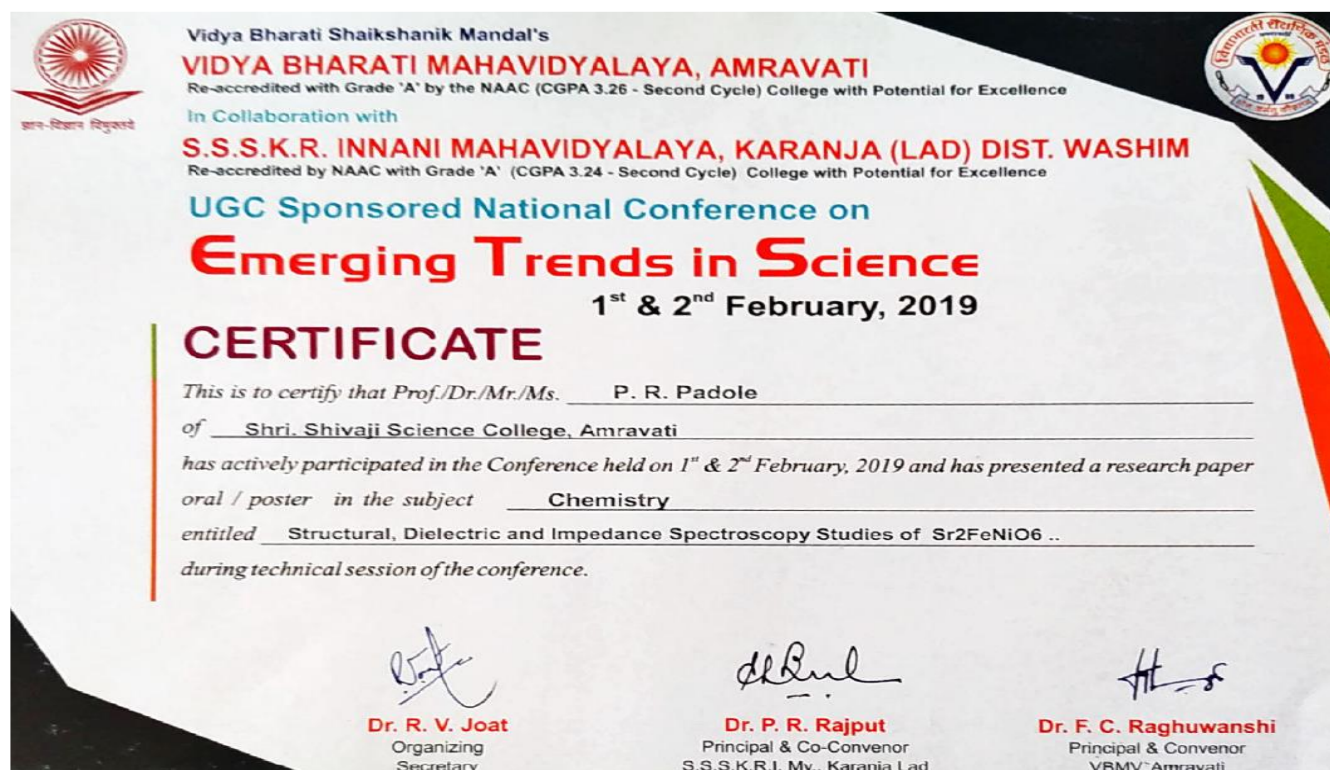 Vidya Bharati Shaikshanik Mandal's
VIDYA BHARATI MAHAVIDYALAYA, AMRAVATI
Re-accredited with Grade 'A' by the NAAC (CGPA 3.26 - Second Cycle) College with Potential for Excellence
In Collaboration with
S.S.S.K.R. INNANI MAHAVIDYALAYA, KARANJA (LAD) DIST. WASHIM
Re-accredited by NAAC with Grade 'A' (CGPA 3.24 - Second Cycle) College with Potential for Excellence
ज्ञान-विज्ञान विमुक्तये
UGC Sponsored National Conference on
Emerging Trends in Science
1st & 2nd February, 2019
CERTIFICATE
This is to certify that Prof./Dr./Mr./Ms. P. R. Padole
of Shri. Shivaji Science College, Amravati
has actively participated in the Conference held on 1st & 2nd February, 2019 and has presented a research paper
oral / poster in the subject Chemistry
entitled Structural, Dielectric and Impedance Spectroscopy Studies of Sr2FeNiO6 ..
during technical session of the conference.
Dr. R. V. Joat
Organizing
Secretary
Dr. P. R. Rajput
Principal & Co-Convenor
S.S.S.K.R.I. Mv., Karanja Lad
Dr. F. C. Raghuwanshi
Principal & Convenor
VBMV Amravati